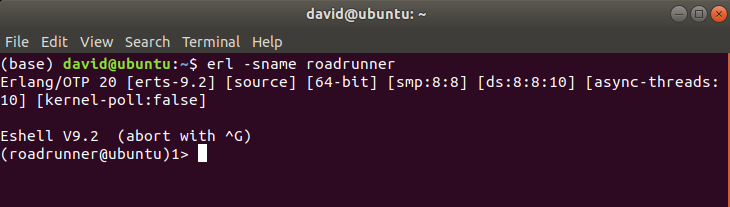 david@ubuntu: ~
File Edit View Search Terminal Help
(base) david@ubuntu:~$ erl -sname roadrunner
Erlang/OTP 20 [erts-9.2] [source] [64-bit] [smp:8:8] [ds:8:8:10] [async-threads:
10] [kernel-poll:false]
Eshell V9.2  (abort with ^G)
(roadrunner@ubuntu)1>